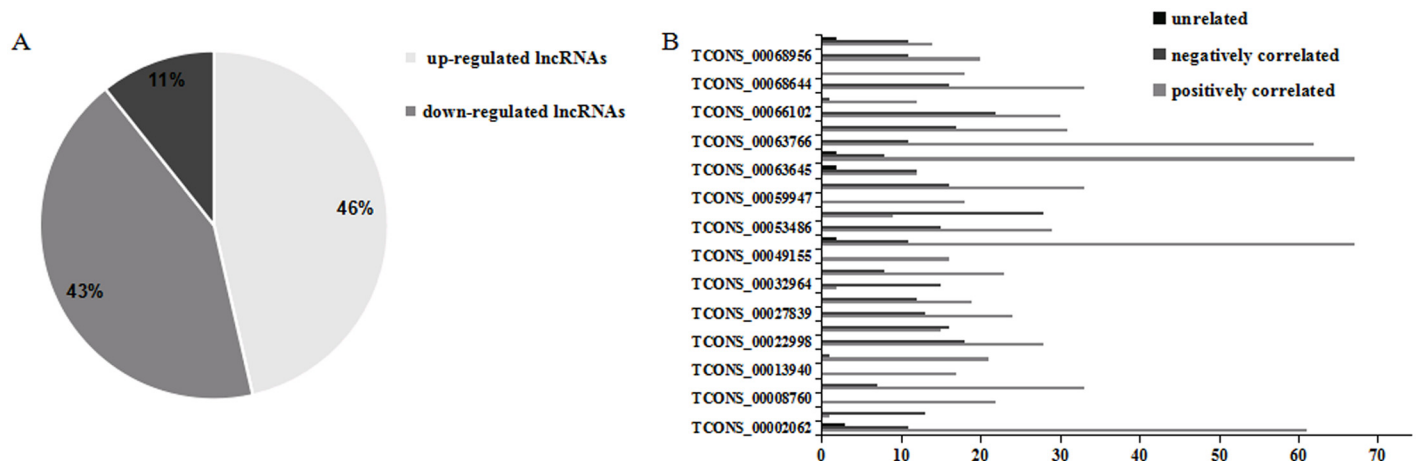 A
up-regulated lncRNAs
down-regulated lncRNAs
11%
46%
43%
B
unrelated
negatively correlated
positively correlated
TCONS_00068956
TCONS_00068644
TCONS_00066102
TCONS_00063766
TCONS_00063645
TCONS_00059947
TCONS_00053486
TCONS_00049155
TCONS_00032964
TCONS_00027839
TCONS_00022998
TCONS_00013940
TCONS_00008760
TCONS_00002062
0 10 20 30 40 50 60 70